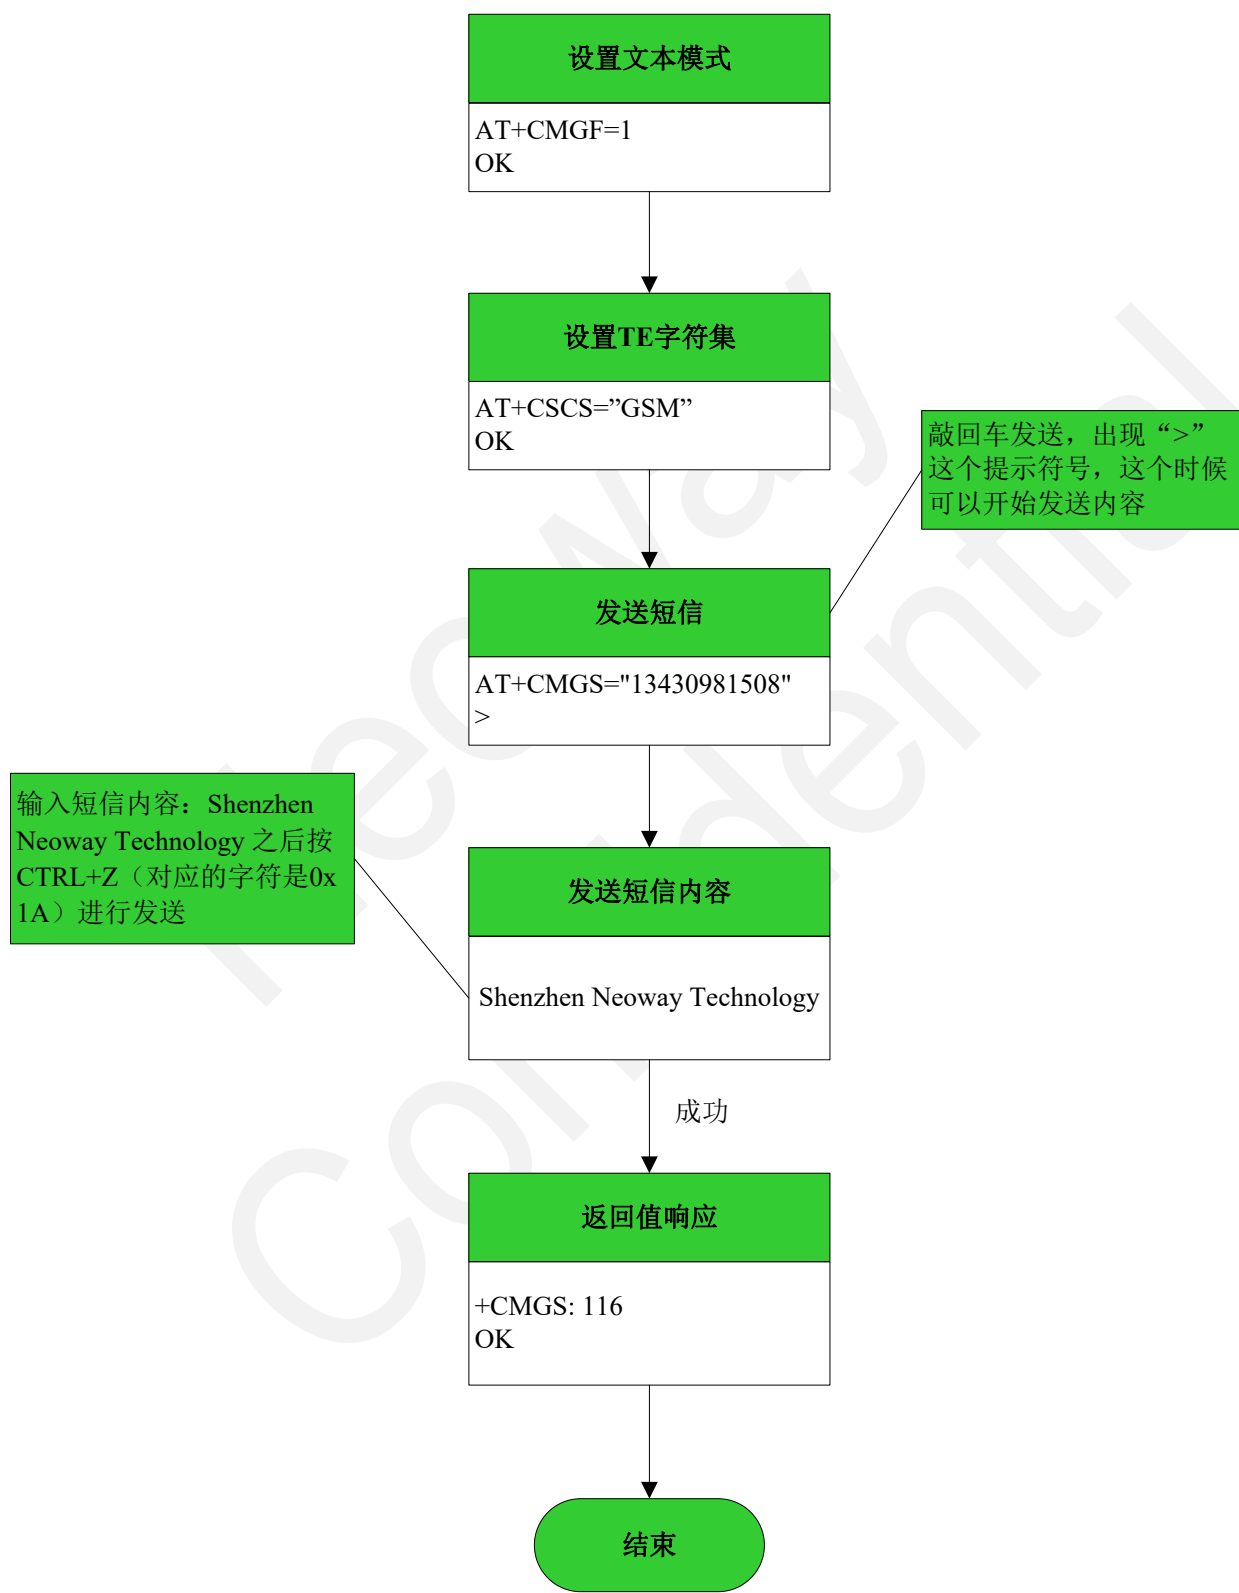 设置文本模式
AT+CMGF=1
OK
设置TE字符集
AT+CSCS=”GSM”
OK
敲回车发送，出现“>”
这个提示符号，这个时候
可以开始发送内容
发送短信
AT+CMGS="13430981508"
>
输入短信内容：Shenzhen
Neoway Technology 之后按
CTRL+Z（对应的字符是0x
1A）进行发送
发送短信内容
Shenzhen Neoway Technology
成功
返回值响应
+CMGS: 116
OK
结束
Neoway
Confidential